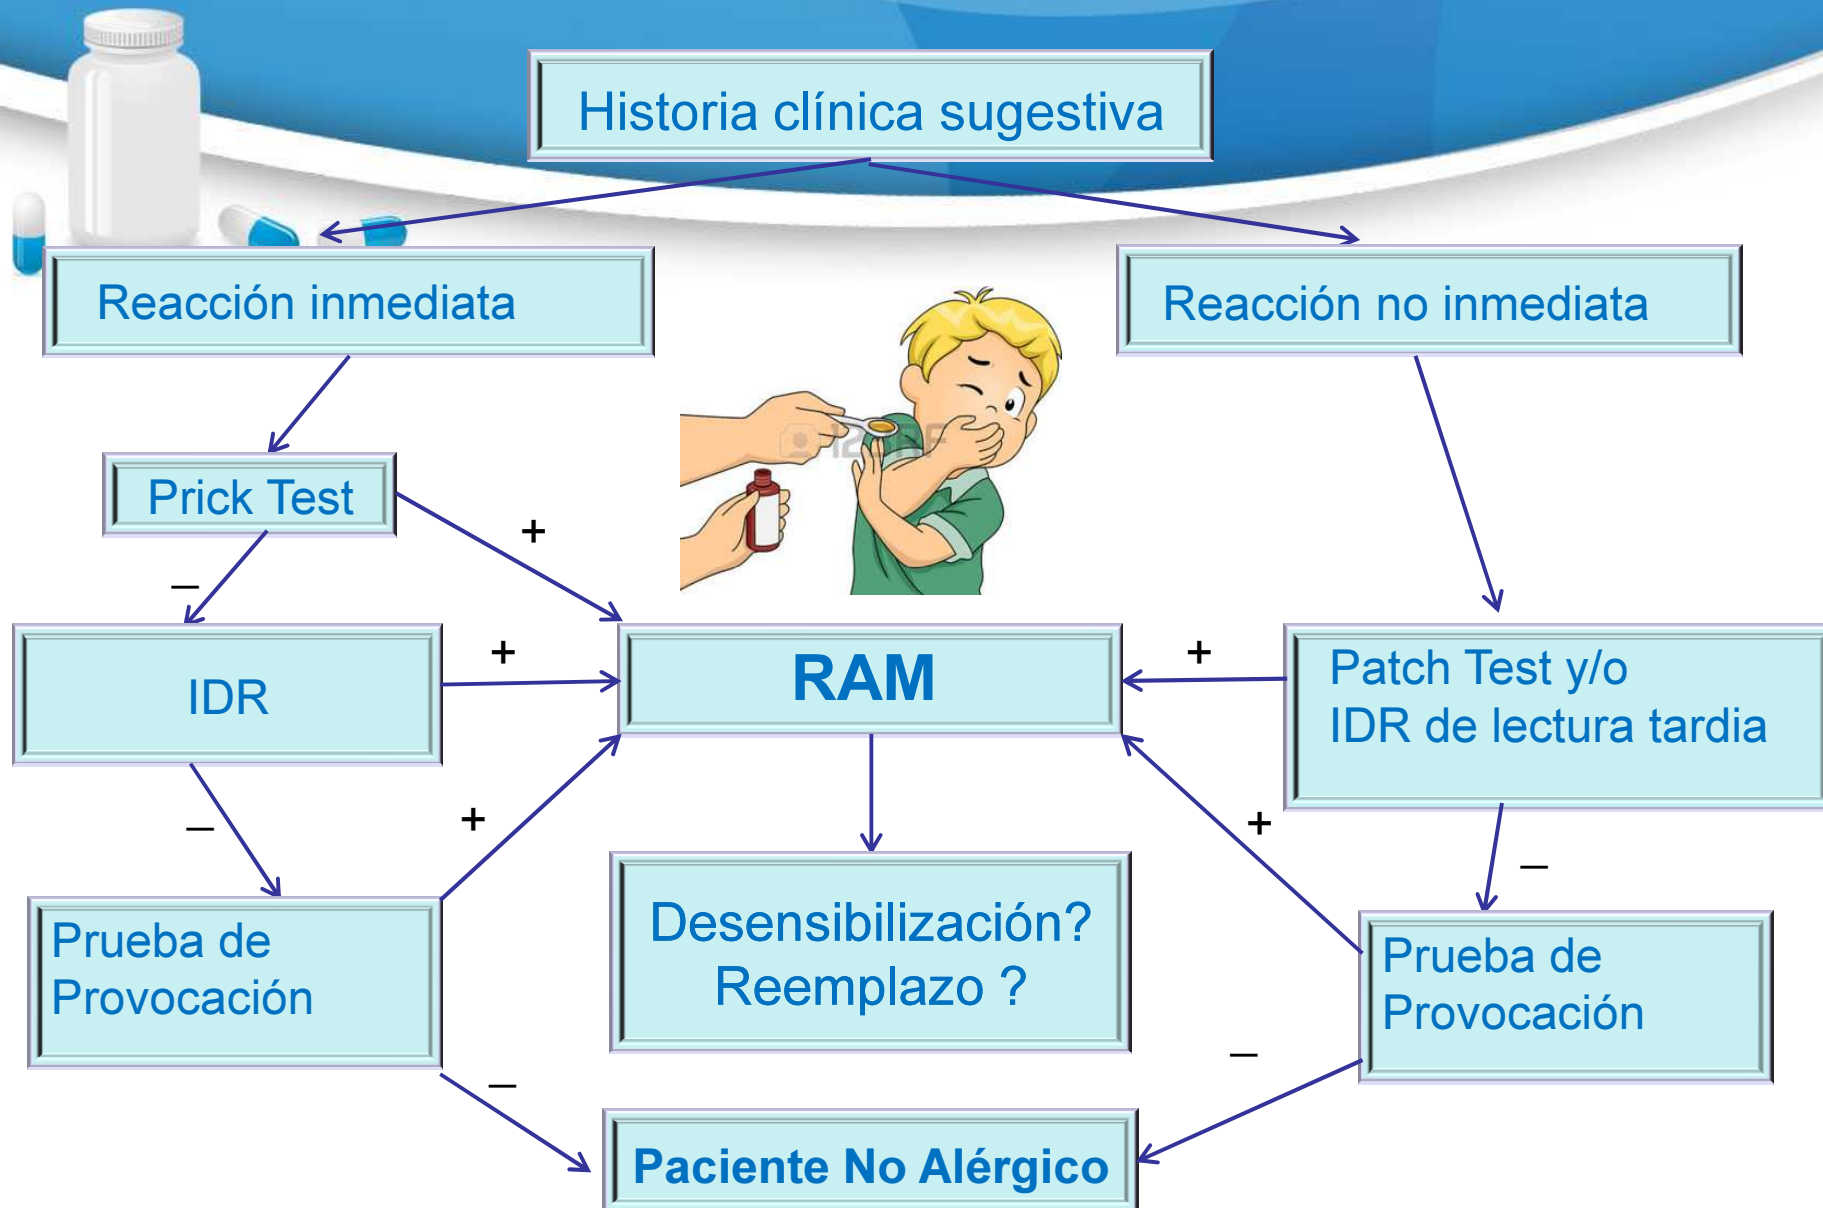 Historia clínica sugestiva
Reacción inmediata
Reacción no inmediata
Prick Test
+
–
IDR
+
RAM
+
Patch Test y/o
IDR de lectura tardia
–
+
+
–
Prueba de
Provocación
Desensibilización?
Reemplazo ?
Prueba de
Provocación
–
–
Paciente No Alérgico